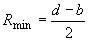 R_min = (d - b) / 2